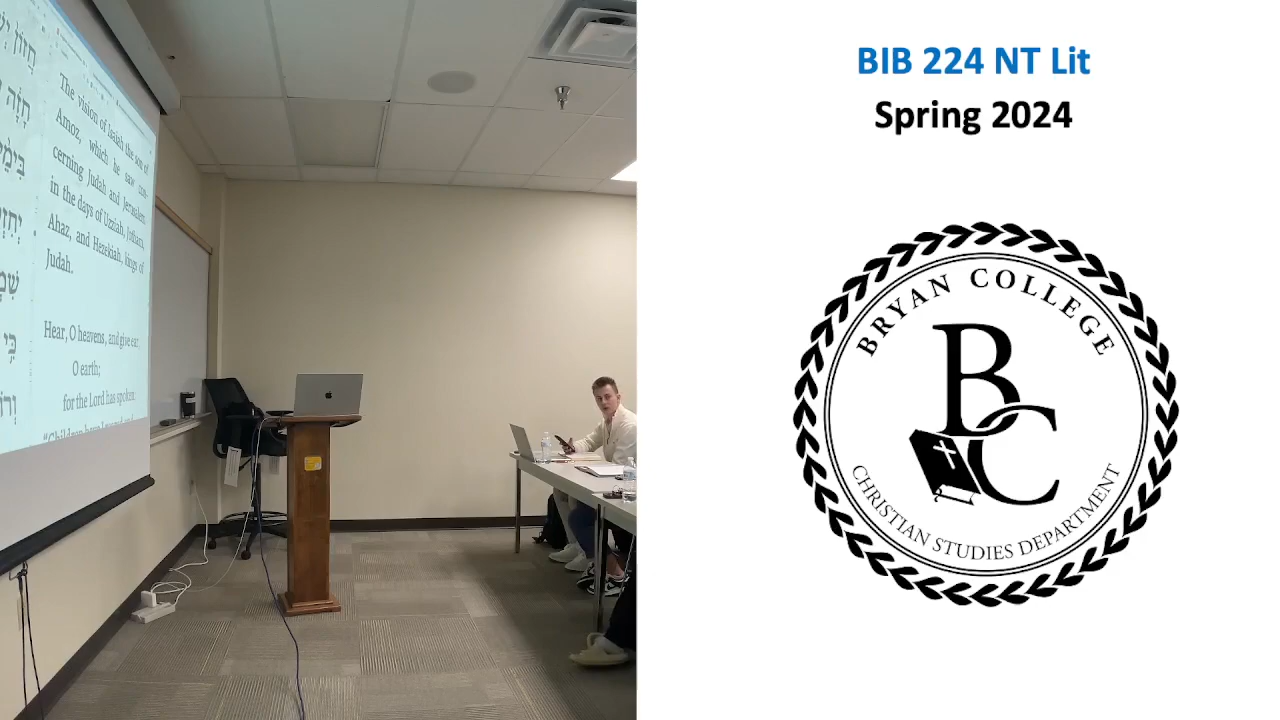 חֲזוֹן
חָזָה
The vision of Isaiah the son of
Amoz, which he saw con-
cerning Judah and Jerusalem
in the days of Uzziah, Jotham,
Ahaz, and Hezekiah, kings of
Judah.
Hear, O heavens, and give ear
O earth;
for the Lord has spoken:
BIB 224 NT Lit
Spring 2024
BRYAN COLLEGE
BC
CHRISTIAN STUDIES DEPARTMENT